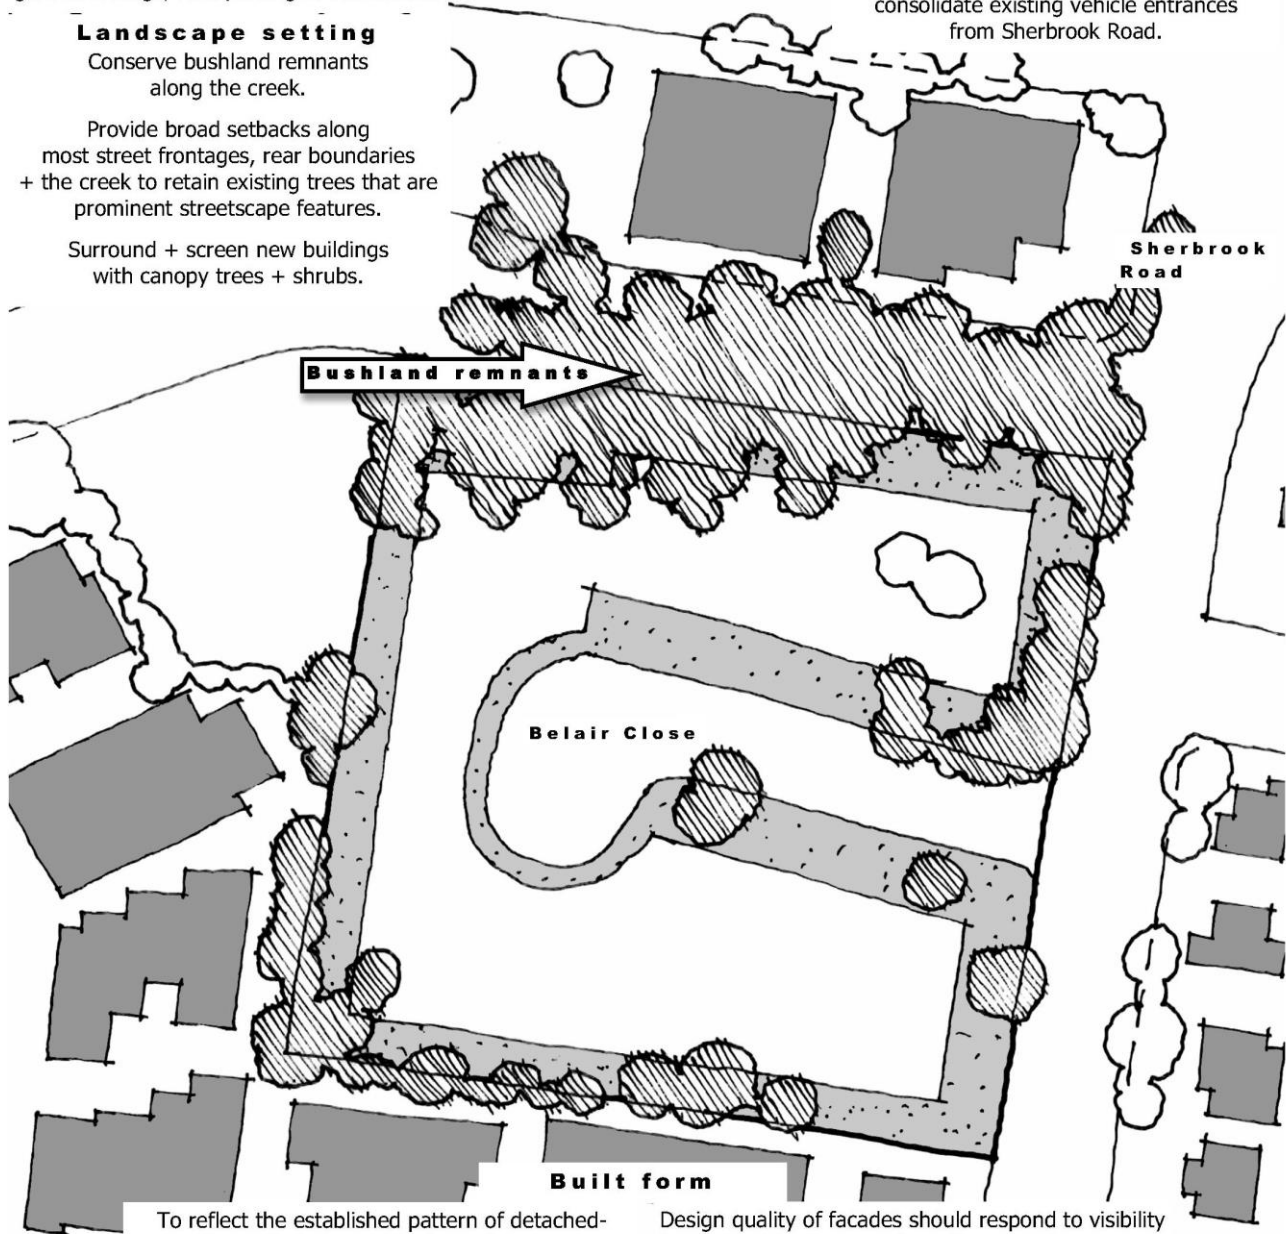 Landscape setting
Conserve bushland remnants
along the creek.
Provide broad setbacks along
most street frontages, rear boundaries
+ the creek to retain existing trees that are
prominent streetscape features.
Surround + screen new buildings
with canopy trees + shrubs.
consolidate existing vehicle entrances
from Sherbrook Road.
Sherbrook
Road
Bushland remnants
Belair Close
Built form
To reflect the established pattern of detached-
Design quality of facades should respond to visibility